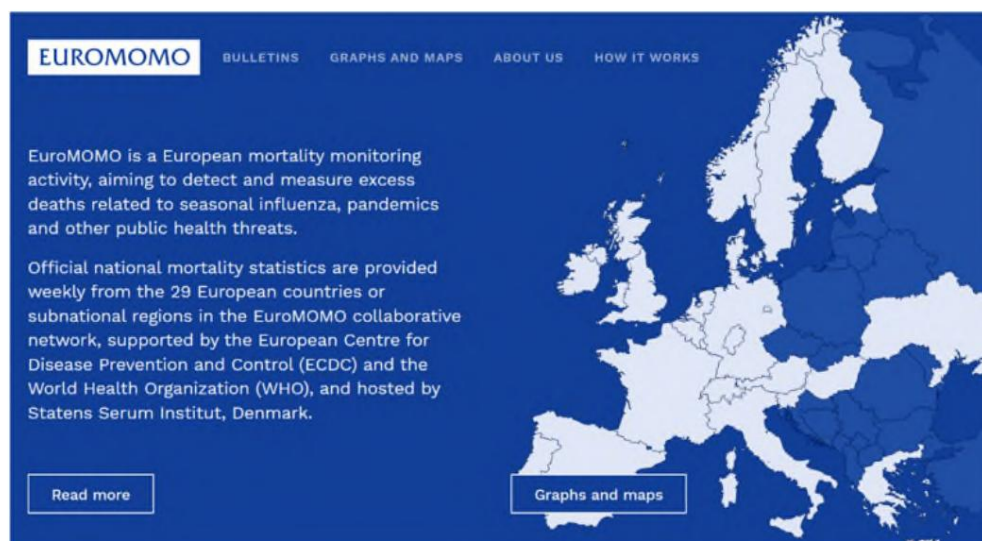 EUROMOMO BULLETINS GRAPHS AND MAPS ABOUT US HOW IT WORKS
EuroMOMO is a European mortality monitoring
activity, aiming to detect and measure excess
deaths related to seasonal influenza, pandemics
and other public health threats.
Official national mortality statistics are provided
weekly from the 29 European countries or
subnational regions in the EuroMOMO collaborative
network, supported by the European Centre for
Disease Prevention and Control (ECDC) and the
World Health Organization (WHO), and hosted by
Statens Serum Institut, Denmark.
Read more
Graphs and maps